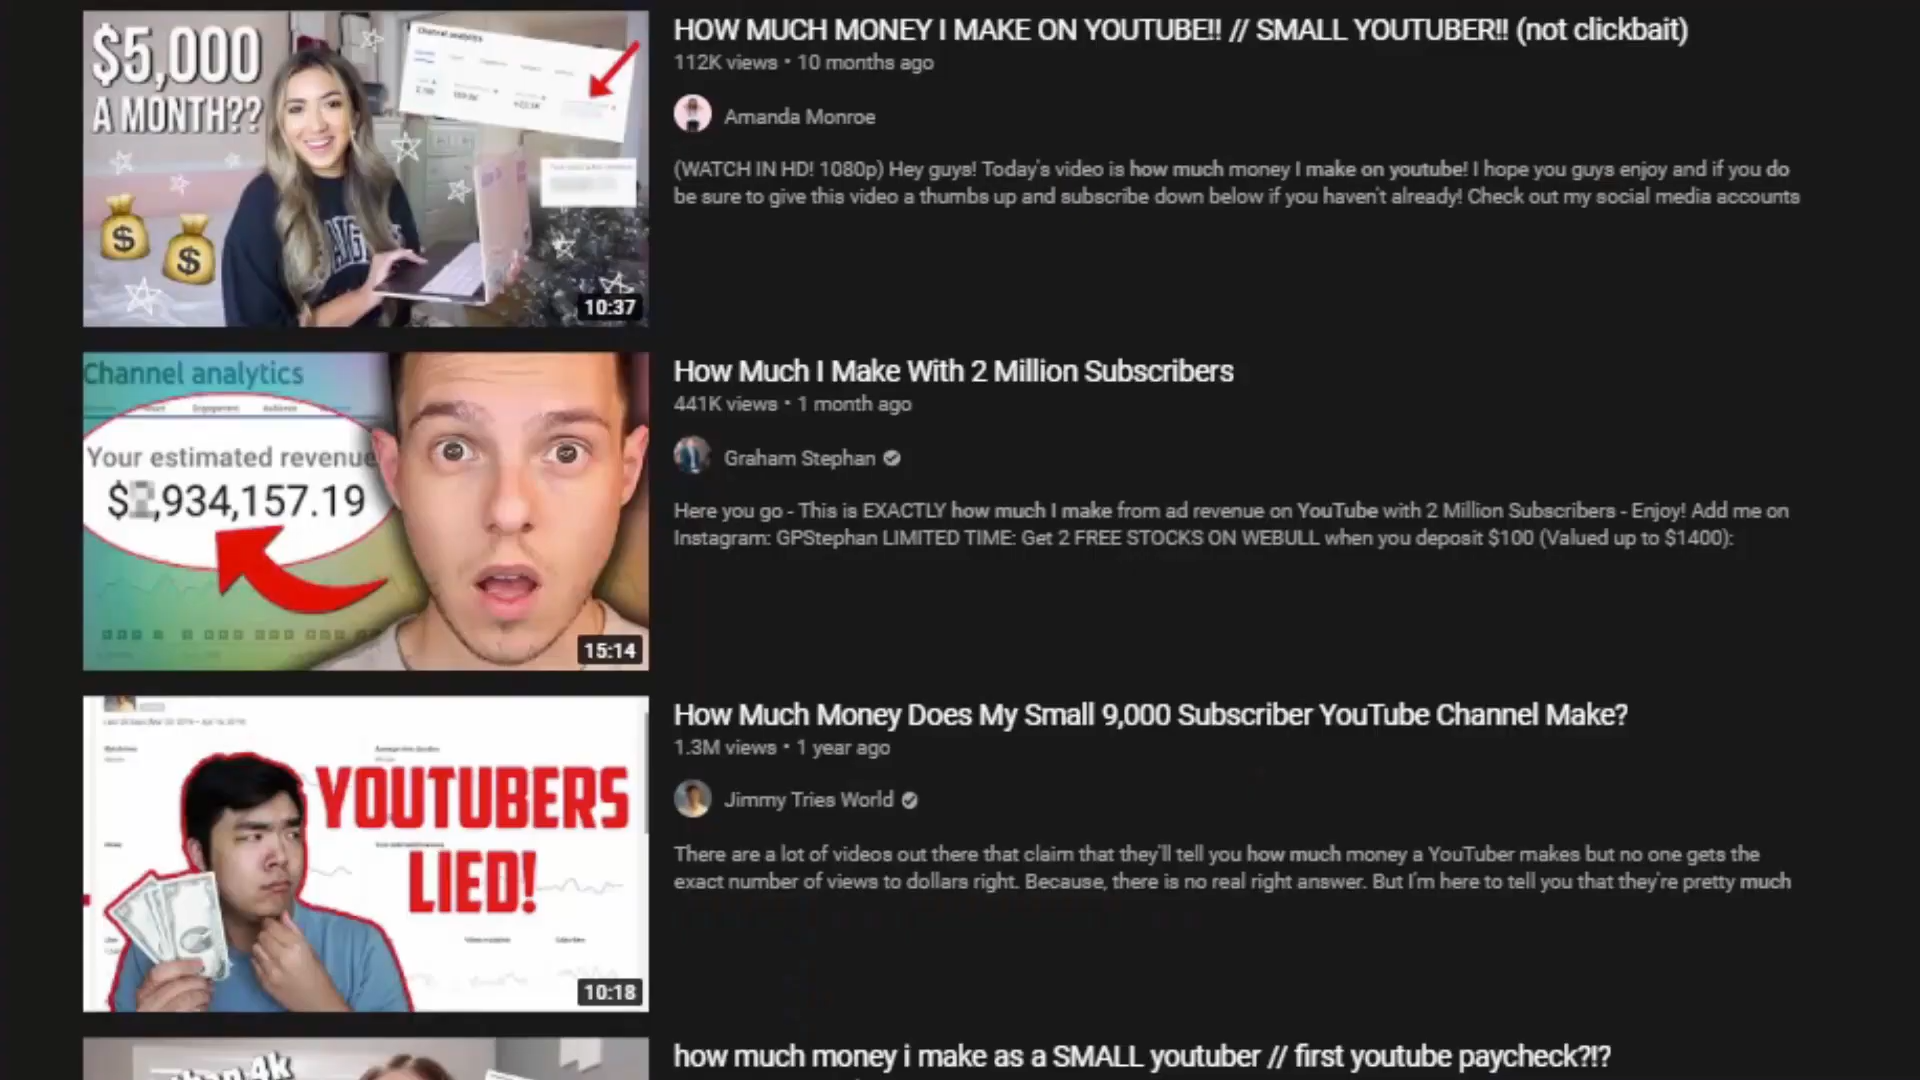 $5,000
A MONTH??
Channel analytics
10:37
HOW MUCH MONEY I MAKE ON YOUTUBE!! // SMALL YOUTUBER!! (not clickbait)
112K views • 10 months ago
Amanda Monroe
(WATCH IN HD! 1080p) Hey guys! Today's video is how much money I make on youtube! I hope you guys enjoy and if you do
be sure to give this video a thumbs up and subscribe down below if you haven't already! Check out my social media accounts
Channel analytics
Engagement Audience
Your estimated revenue
$ ,934,157.19
15:14
How Much I Make With 2 Million Subscribers
441K views • 1 month ago
Graham Stephan
Here you go - This is EXACTLY how much I make from ad revenue on YouTube with 2 Million Subscribers - Enjoy! Add me on
Instagram: GPStephan LIMITED TIME: Get 2 FREE STOCKS ON WEBULL when you deposit $100 (Valued up to $1400):
YOUTUBERS
LIED!
10:18
How Much Money Does My Small 9,000 Subscriber YouTube Channel Make?
1.3M views • 1 year ago
Jimmy Tries World
There are a lot of videos out there that claim that they'll tell you how much money a YouTuber makes but no one gets the
exact number of views to dollars right. Because, there is no real right answer. But I'm here to tell you that they're pretty much
4k
how much money i make as a SMALL youtuber // first youtube paycheck?!?